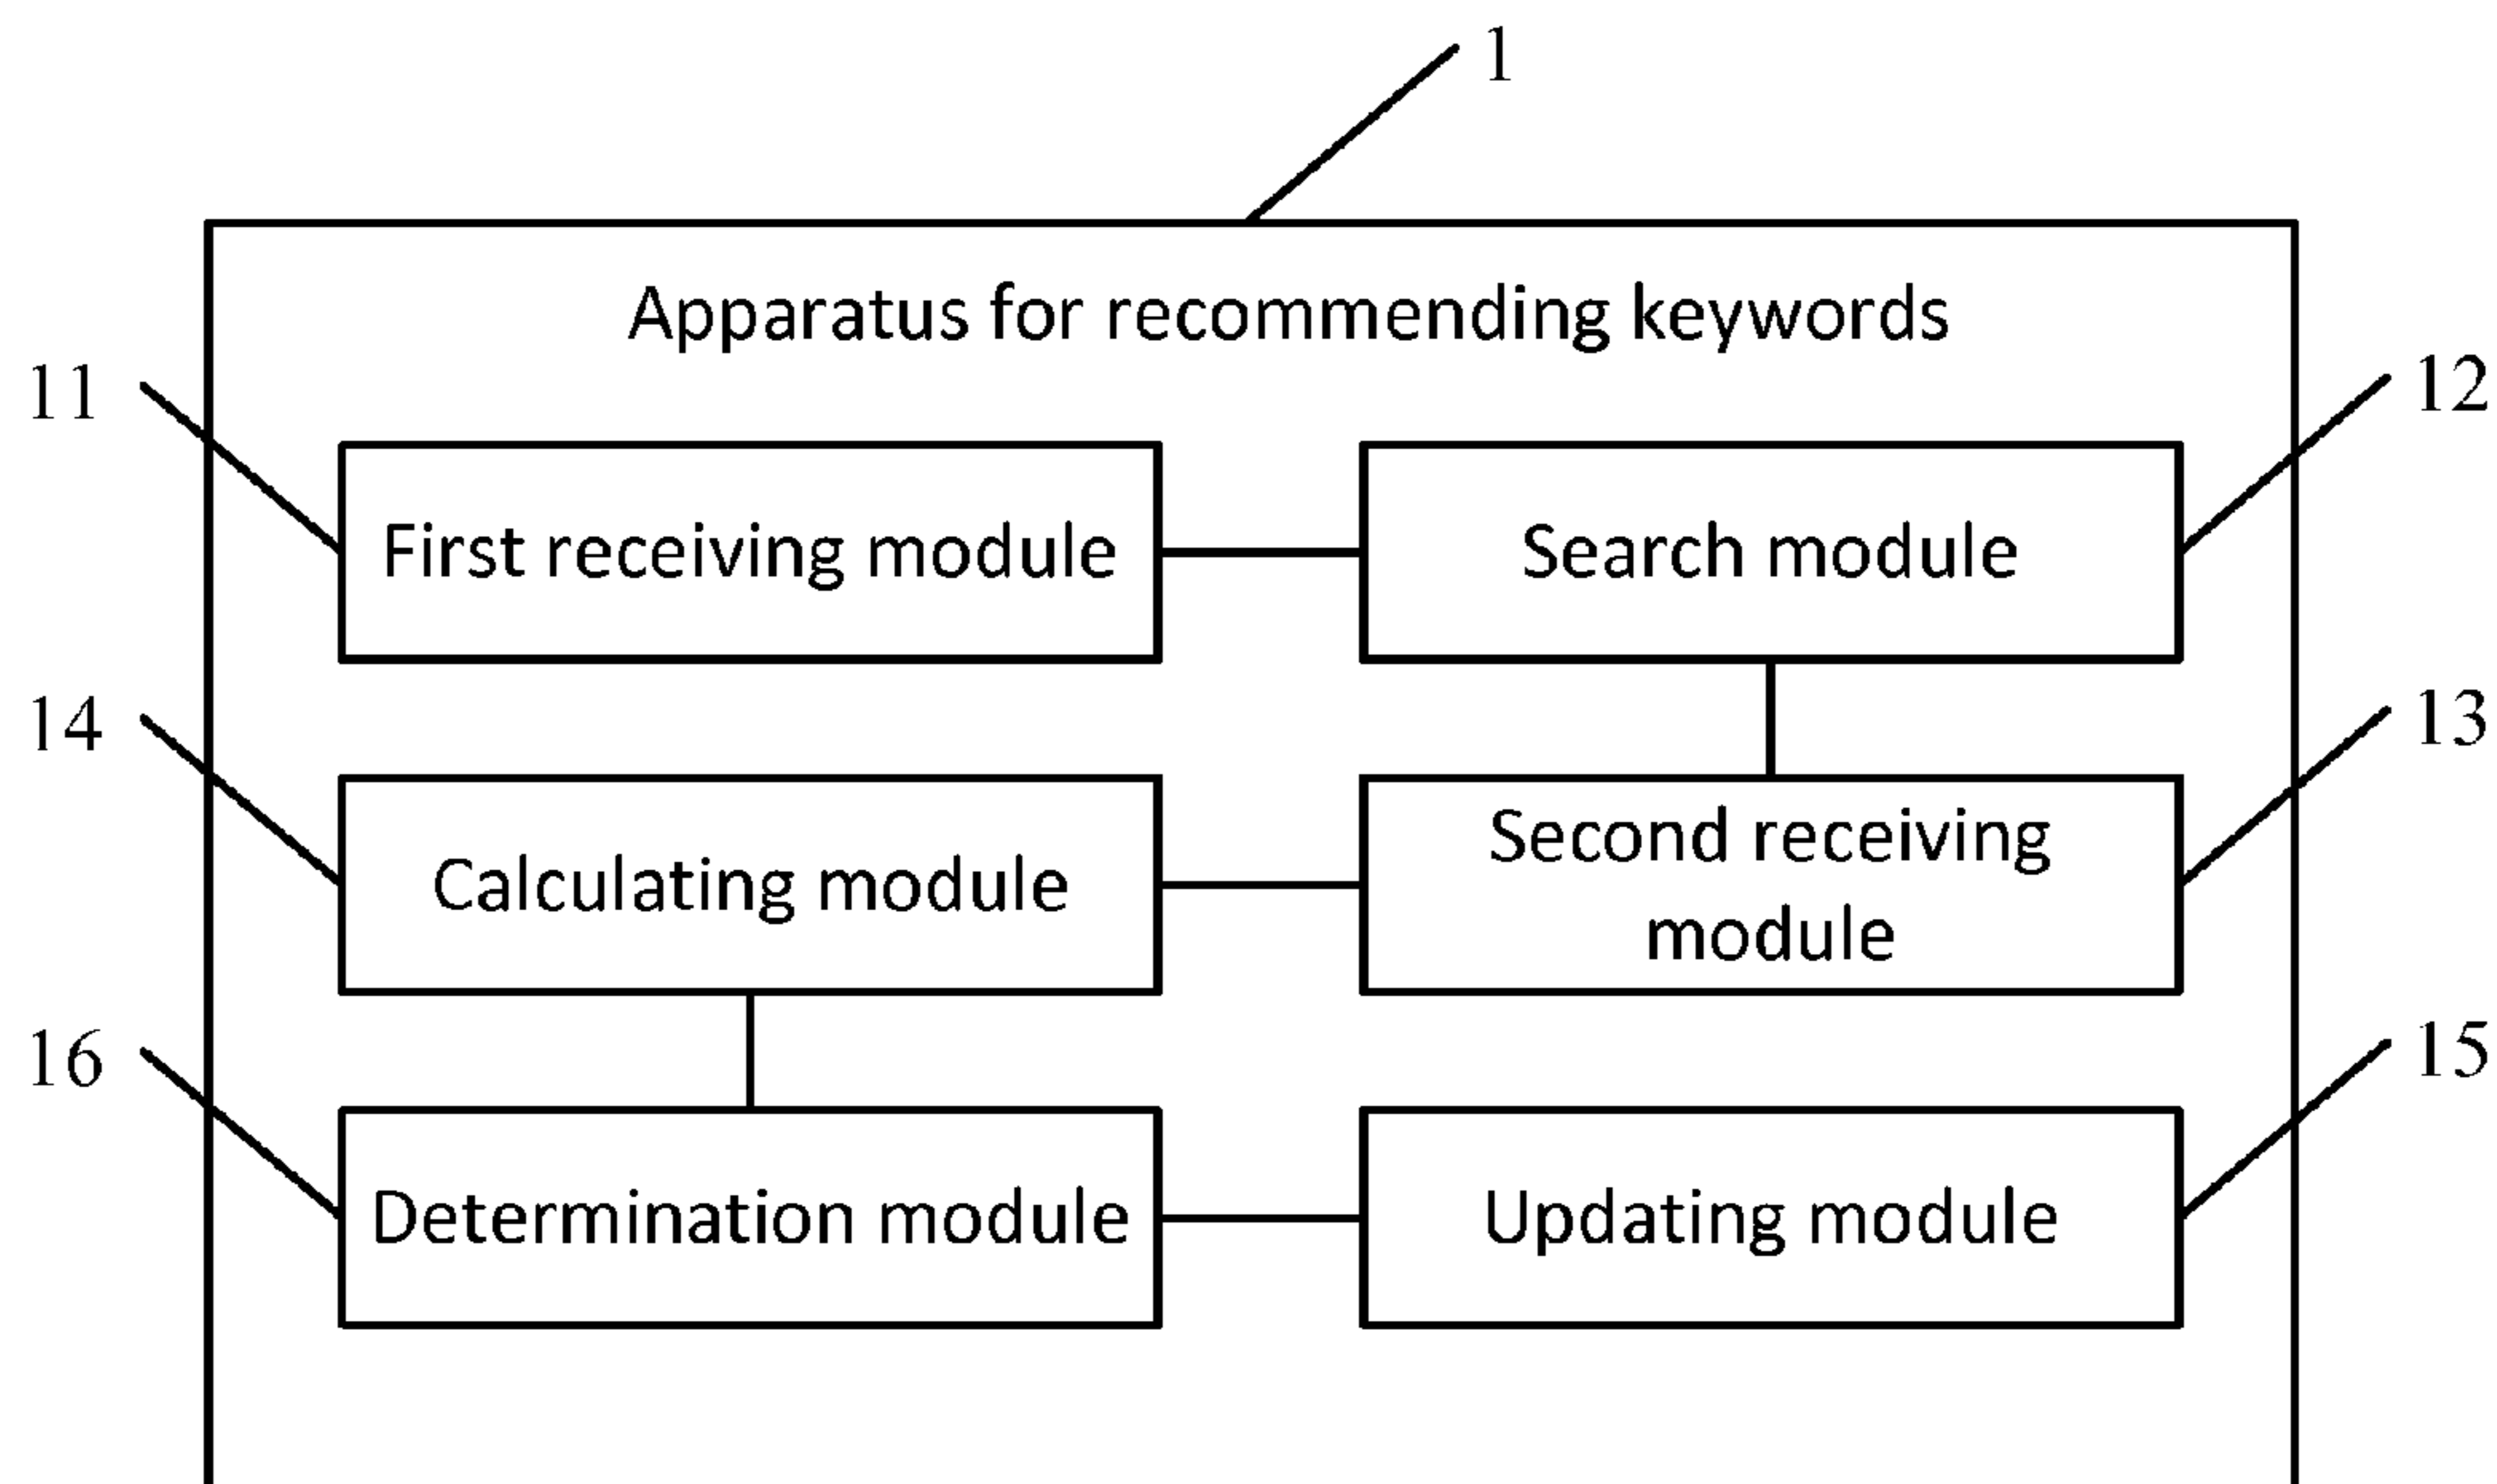 1
Apparatus for recommending keywords
11
12
First receiving module
Search module
14
13
Calculating module
Second receiving
module
16
15
Determination module
Updating module